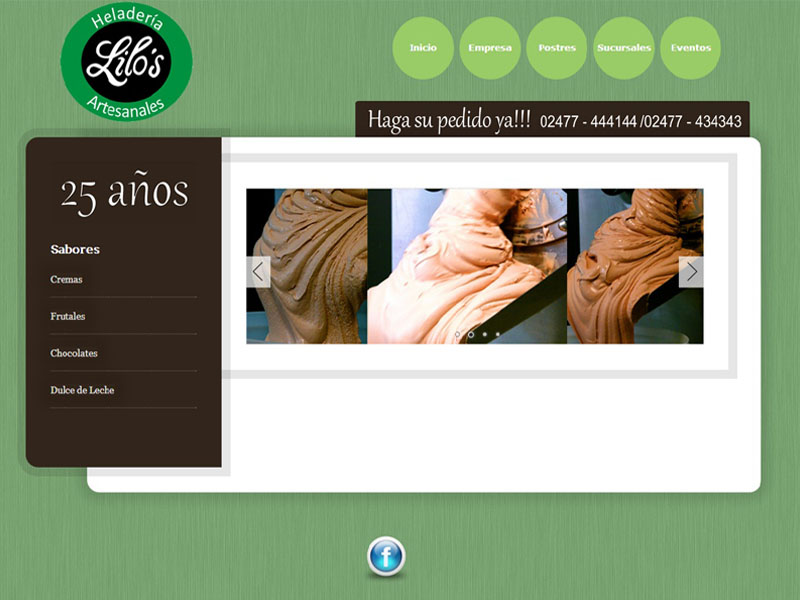 Heladería
Lilo's
Artesanales
Inicio
Empresa
Postres
Sucursales
Eventos
Haga su pedido ya!!! 02477 - 444144 /02477 - 434343
25 años
Sabores
Cremas
Frutales
Chocolates
Dulce de Leche
f